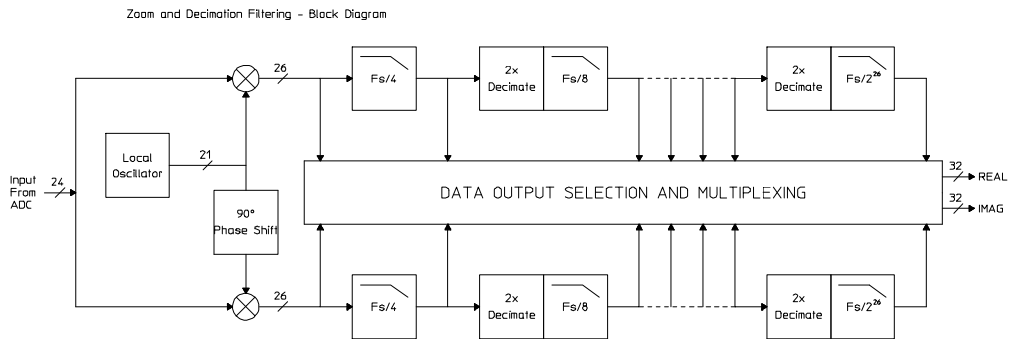 Zoom and Decimation Filtering - Block Diagram
26
Fs/4
2x
Decimate
Fs/8
2x
Decimate
Fs/2²⁶
Local
Oscillator
21
Input
From
ADC
24
90°
Phase Shift
DATA OUTPUT SELECTION AND MULTIPLEXING
32
REAL
32
IMAG
26
Fs/4
2x
Decimate
Fs/8
2x
Decimate
Fs/2²⁶